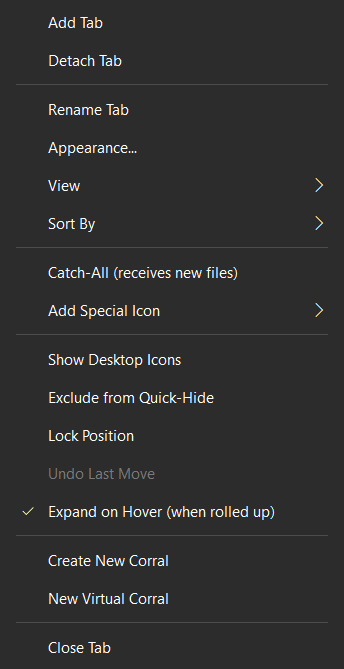 Add Tab
Detach Tab
Rename Tab
Appearance...
View
Sort By
Catch-All (receives new files)
Add Special Icon
Show Desktop Icons
Exclude from Quick-Hide
Lock Position
Undo Last Move
Expand on Hover (when rolled up)
Create New Corral
New Virtual Corral
Close Tab